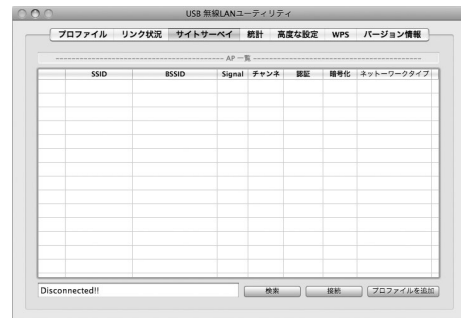 USB 無線LANユーティリティ
プロファイル リンク状況 サイトサーベイ 統計 高度な設定 WPS バージョン情報
AP 一覧
SSID BSSID Signal チャンネ 認証 暗号化 ネットーワークタイプ
Disconnected!! 検索 接続 プロファイルを追加